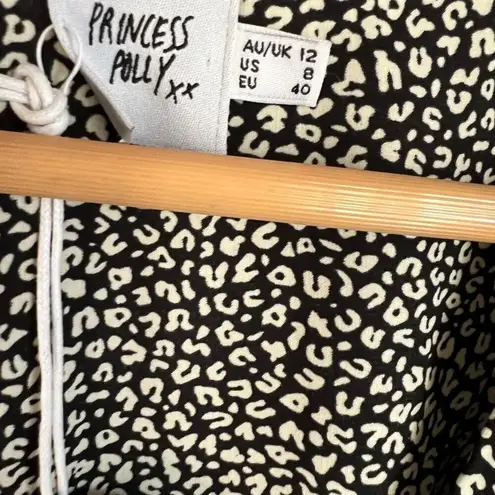 PRINCESS
POLLY xx
AU/UK 12
US 8
EU 40